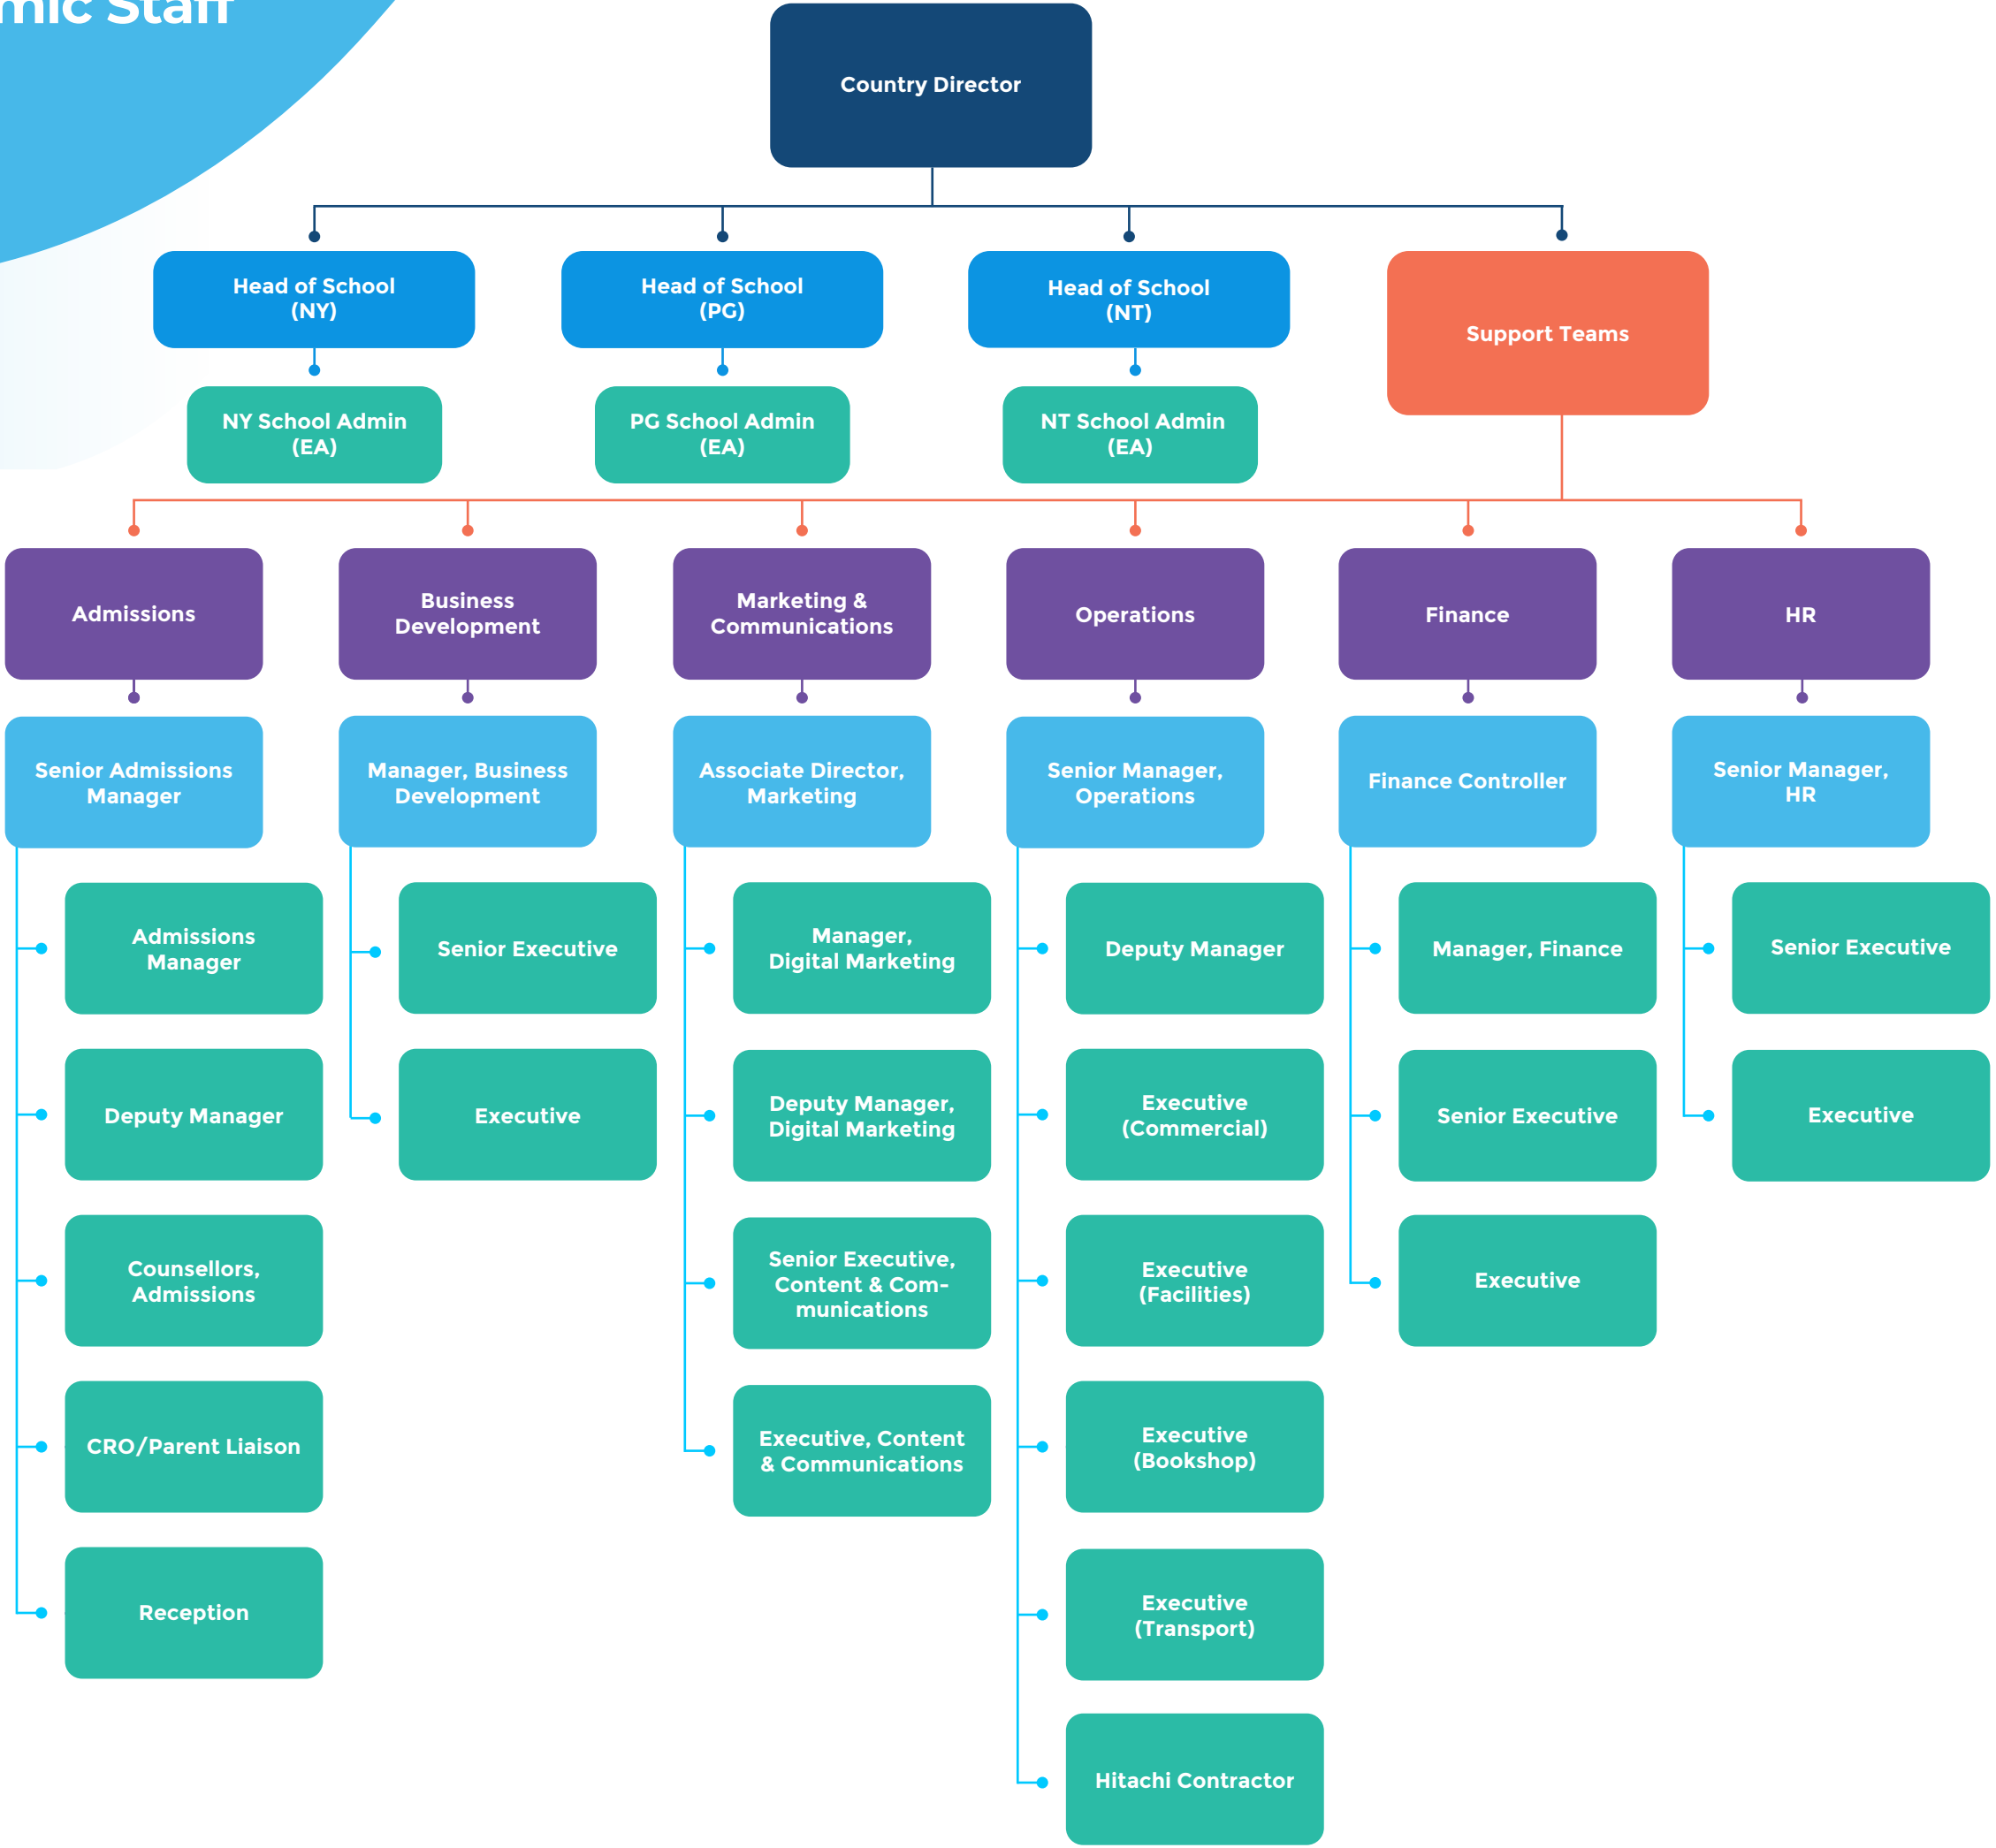 mic Staff
Country Director
Head of School
(NY)
Head of School
(PG)
Head of School
(NT)
Support Teams
NY School Admin
(EA)
PG School Admin
(EA)
NT School Admin
(EA)
Admissions
Business
Development
Marketing &
Communications
Operations
Finance
HR
Senior Admissions
Manager
Manager, Business
Development
Associate Director,
Marketing
Senior Manager,
Operations
Finance Controller
Senior Manager,
HR
Admissions
Manager
Senior Executive
Manager,
Digital Marketing
Deputy Manager
Manager, Finance
Senior Executive
Deputy Manager
Executive
Deputy Manager,
Digital Marketing
Executive
(Commercial)
Senior Executive
Executive
Counsellors,
Admissions
Senior Executive,
Content & Com-
munications
Executive
(Facilities)
Executive
CRO/Parent Liaison
Executive, Content
& Communications
Executive
(Bookshop)
Reception
Executive
(Transport)
Hitachi Contractor